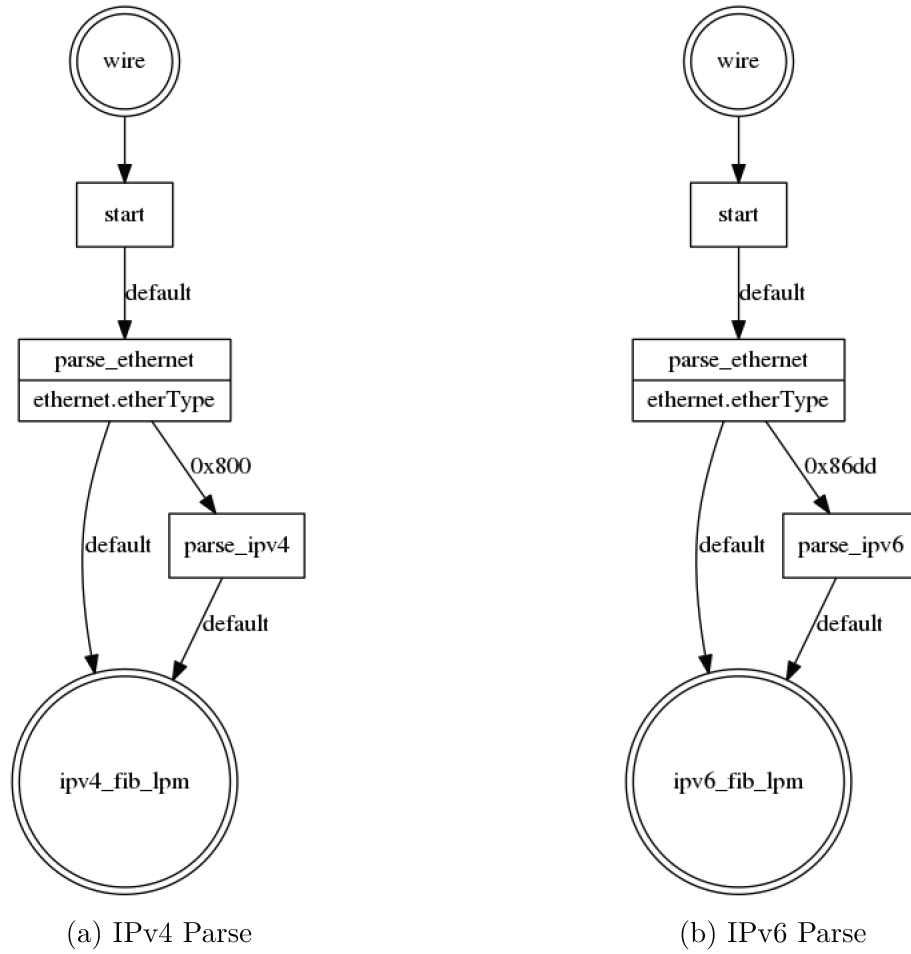 wire
start
default
parse_ethernet
ethernet.etherType
0x800
default
parse_ipv4
default
ipv4_fib_lpm
(a) IPv4 Parse
wire
start
default
parse_ethernet
ethernet.etherType
0x86dd
default
parse_ipv6
default
ipv6_fib_lpm
(b) IPv6 Parse